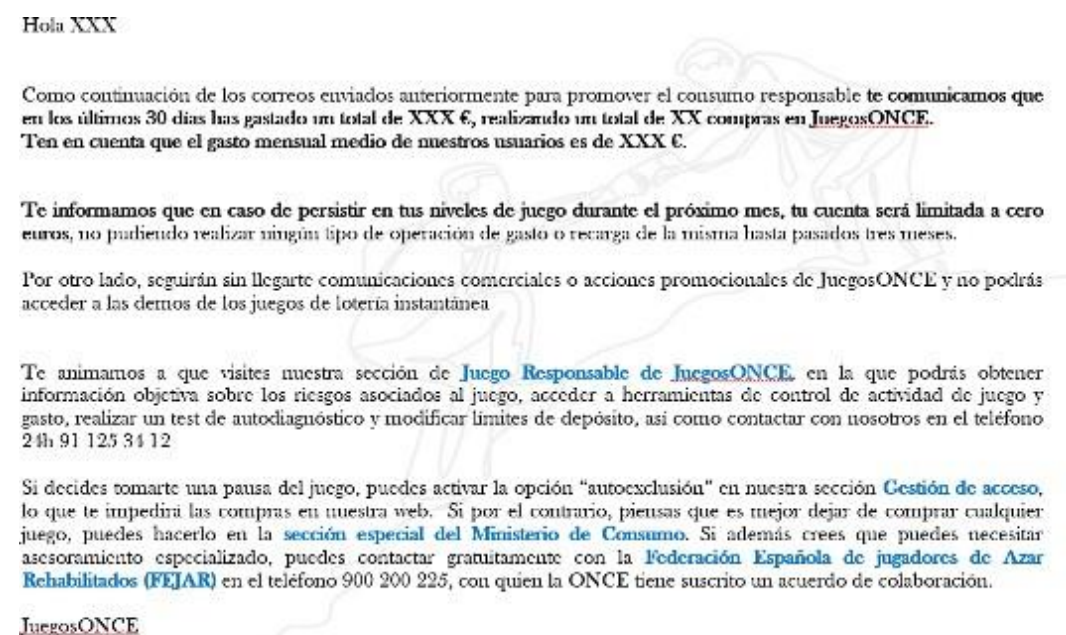 Hola XXX
Como continuación de los correos enviados anteriormente para promover el consumo responsable te comunicamos que
en los últimos 30 días has gastado un total de XXX €, realizando un total de XX compras en JuegosONCE.
Ten en cuenta que el gasto mensual medio de nuestros usuarios es de XXX €.
Te informamos que en caso de persistir en tus niveles de juego durante el próximo mes, tu cuenta será limitada a cero
euros, no pudiendo realizar ningún tipo de operación de gasto o recarga de la misma hasta pasados tres meses.
Por otro lado, seguirán sin llegarte comunicaciones comerciales o acciones promocionales de JuegosONCE y no podrás
acceder a las demos de los juegos de lotería instantánea
Te animamos a que visites nuestra sección de Juego Responsable de JuegosONCE, en la que podrás obtener
información objetiva sobre los riesgos asociados al juego, acceder a herramientas de control de actividad de juego y
gasto, realizar un test de autodiagnóstico y modificar límites de depósito, así como contactar con nosotros en el teléfono
24h 91 125 34 12
Si decides tomarte una pausa del juego, puedes activar la opción “autoexclusión” en nuestra sección Gestión de acceso,
lo que te impedirá las compras en nuestra web. Si por el contrario, piensas que es mejor dejar de comprar cualquier
juego, puedes hacerlo en la sección especial del Ministerio de Consumo. Si además crees que puedes necesitar
asesoramiento especializado, puedes contactar gratuitamente con la Federación Española de jugadores de Azar
Rehabilitados (FEJAR) en el teléfono 900 200 225, con quien la ONCE tiene suscrito un acuerdo de colaboración.
JuegosONCE